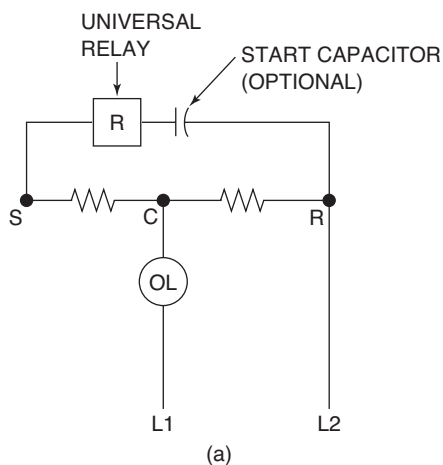 UNIVERSAL
RELAY
START CAPACITOR
(OPTIONAL)
R
S
C
R
OL
L1
L2
(a)